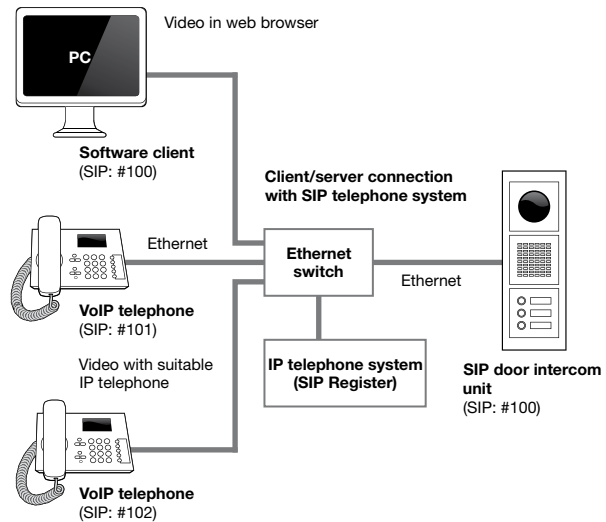 Video in web browser
PC
Software client
(SIP: #100)
Client/server connection
with SIP telephone system
Ethernet
Ethernet
switch
Ethernet
VoIP telephone
(SIP: #101)
Video with suitable
IP telephone
IP telephone system
(SIP Register)
SIP door intercom
unit
(SIP: #100)
VoIP telephone
(SIP: #102)